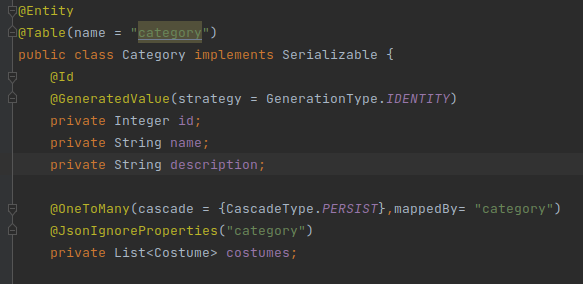 @Entity
@Table(name = "category")
public class Category implements Serializable {
@Id
@GeneratedValue(strategy = GenerationType.IDENTITY)
private Integer id;
private String name;
private String description;
@OneToMany(cascade = {CascadeType.PERSIST},mappedBy= "category")
@JsonIgnoreProperties("category")
private List<Costume> costumes;